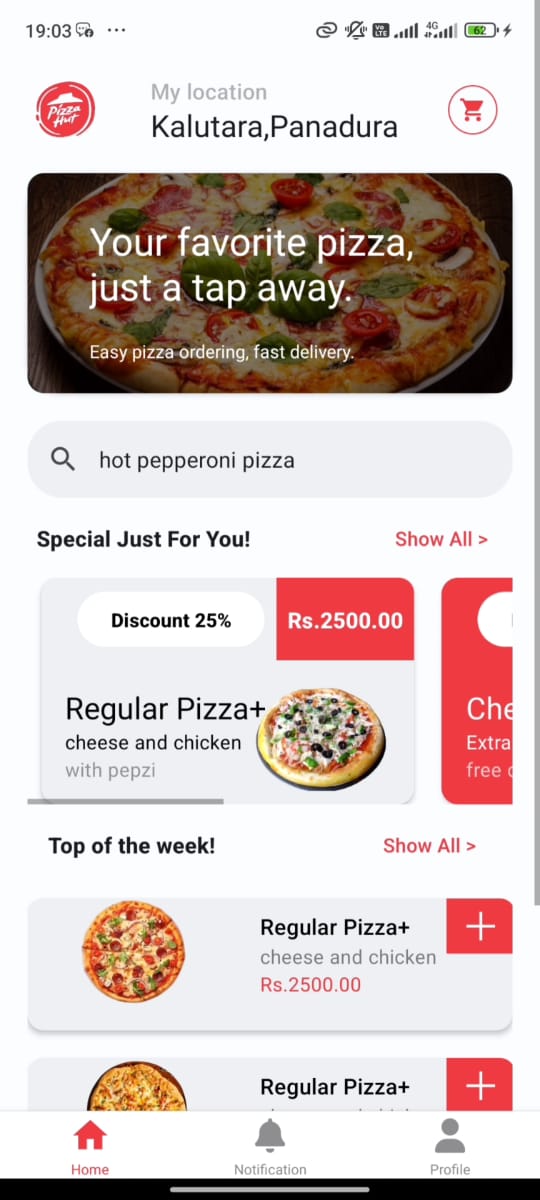 19:03
4G
62
Pizza
Hut
My location
Kalutara,Panadura
Your favorite pizza,
just a tap away.
Easy pizza ordering, fast delivery.
hot pepperoni pizza
Special Just For You!
Show All >
Discount 25%
Rs.2500.00
Regular Pizza+
cheese and chicken
with pepzi
Che
Extra
free
Top of the week!
Show All >
Regular Pizza+
cheese and chicken
Rs.2500.00
Regular Pizza+
Home
Notification
Profile